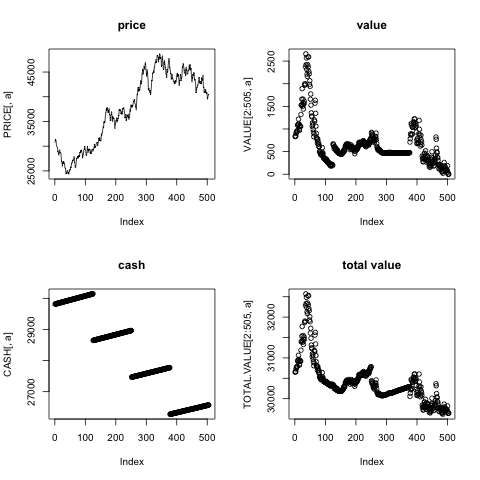 price
PRICE[, a]
25000 35000 45000
0 100 200 300 400 500
Index
value
VALUE[2:505, a]
0 500 1500 2500
0 100 200 300 400 500
Index
cash
CASH[, a]
27000 29000
0 100 200 300 400 500
Index
total value
TOTAL.VALUE[2:505, a]
30000 31000 32000
0 100 200 300 400 500
Index